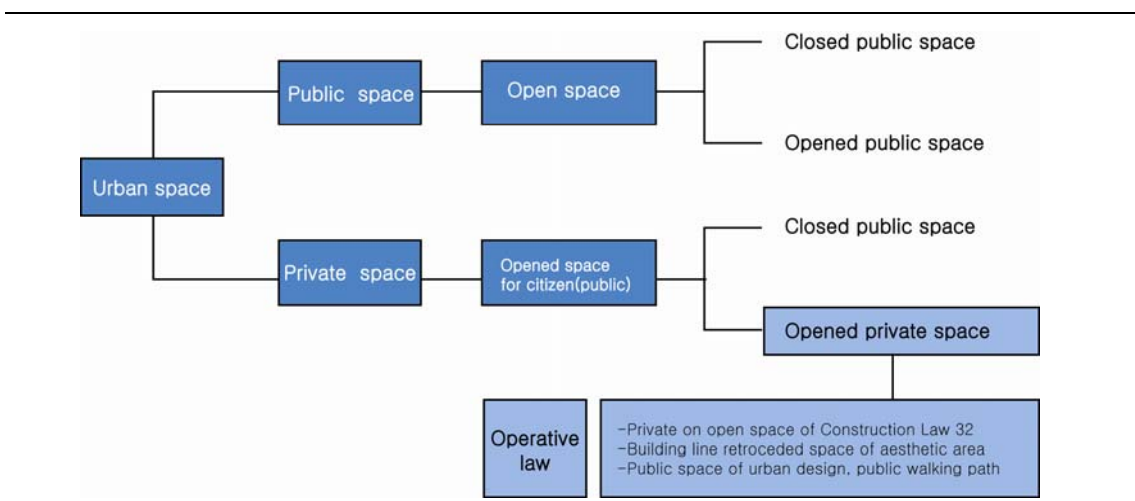 Closed public space
Public space
Open space
Opened public space
Urban space
Closed public space
Private space
Opened space
for citizen(public)
Opened private space
Operative
law
-Private on open space of Construction Law 32
-Building line retroceded space of aesthetic area
-Public space of urban design, public walking path